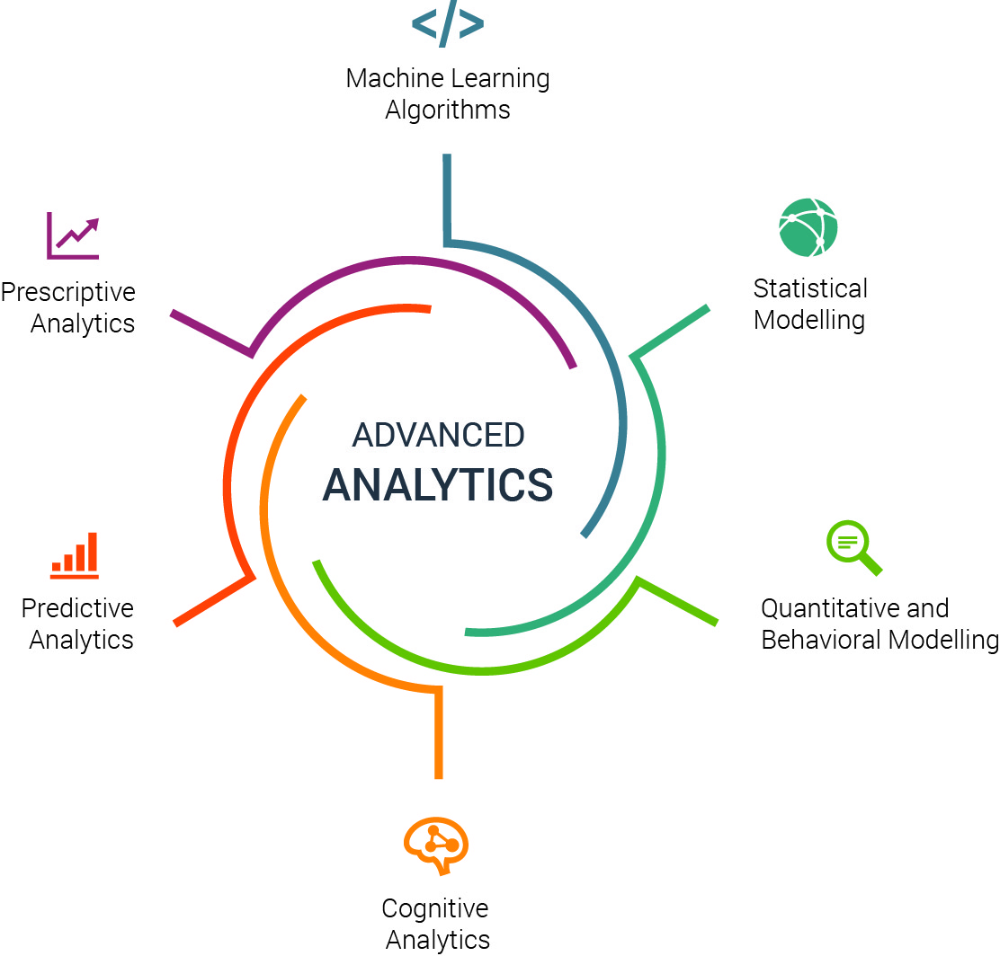 </>
Machine Learning
Algorithms
Prescriptive
Analytics
Statistical
Modelling
ADVANCED
ANALYTICS
Predictive
Analytics
Quantitative and
Behavioral Modelling
Cognitive
Analytics